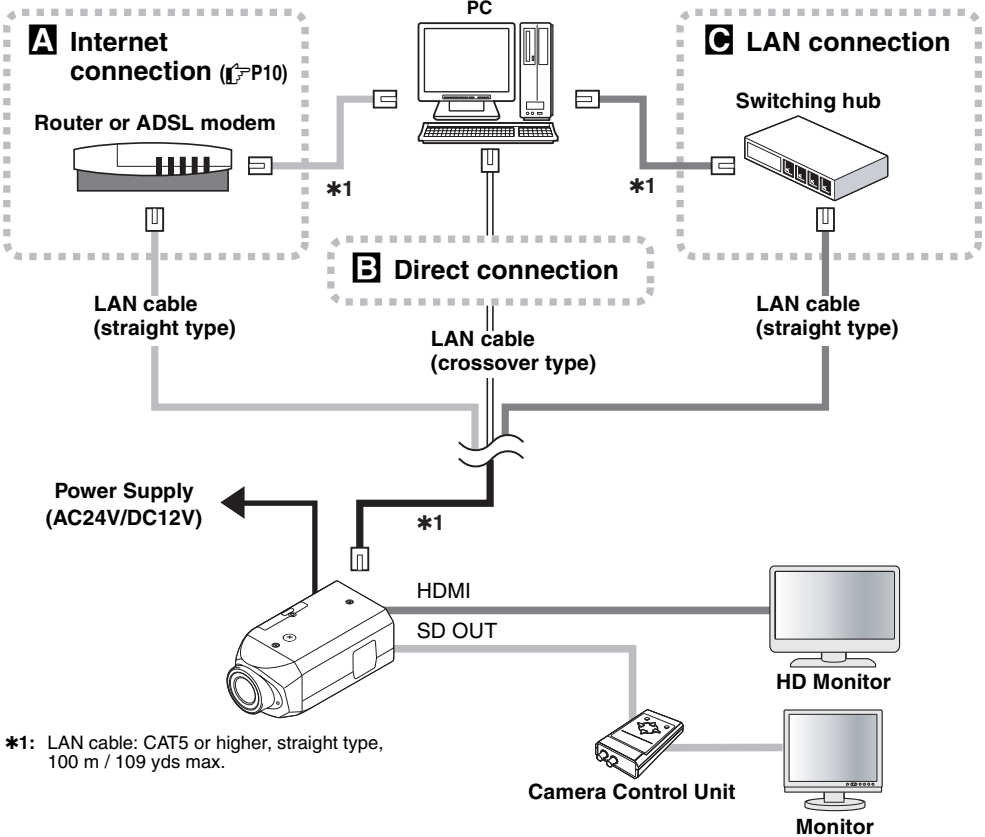 PC
A Internet
connection (☞P10)
Router or ADSL modem
✱1
C LAN connection
Switching hub
✱1
B Direct connection
LAN cable
(straight type)
LAN cable
(crossover type)
LAN cable
(straight type)
Power Supply
(AC24V/DC12V)
✱1
HDMI
SD OUT
HD Monitor
✱1: LAN cable: CAT5 or higher, straight type,
100 m / 109 yds max.
Camera Control Unit
Monitor